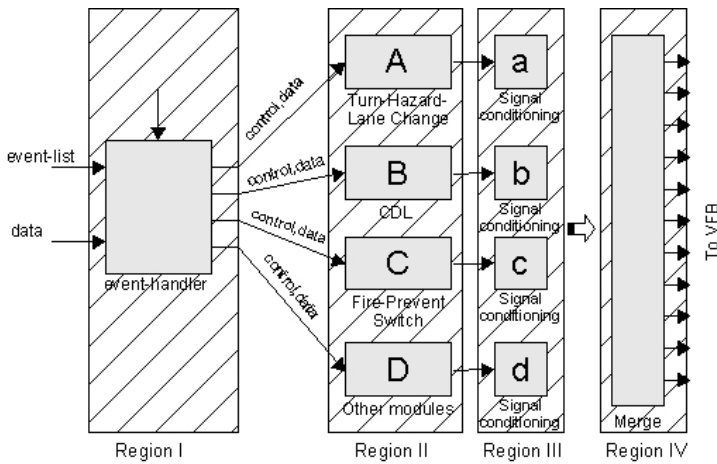 event-list
data
event-handler
Region I
control,data
control,data
control,data
control,data
A
Turn-Hazard-
Lane Change
B
CDL
C
Fire-Prevent
Switch
D
Other modules
Region II
a
Signal
conditioning
b
Signal
conditioning
c
Signal
conditioning
d
Signal
conditioning
Region III
Merge
Region IV
To VFB